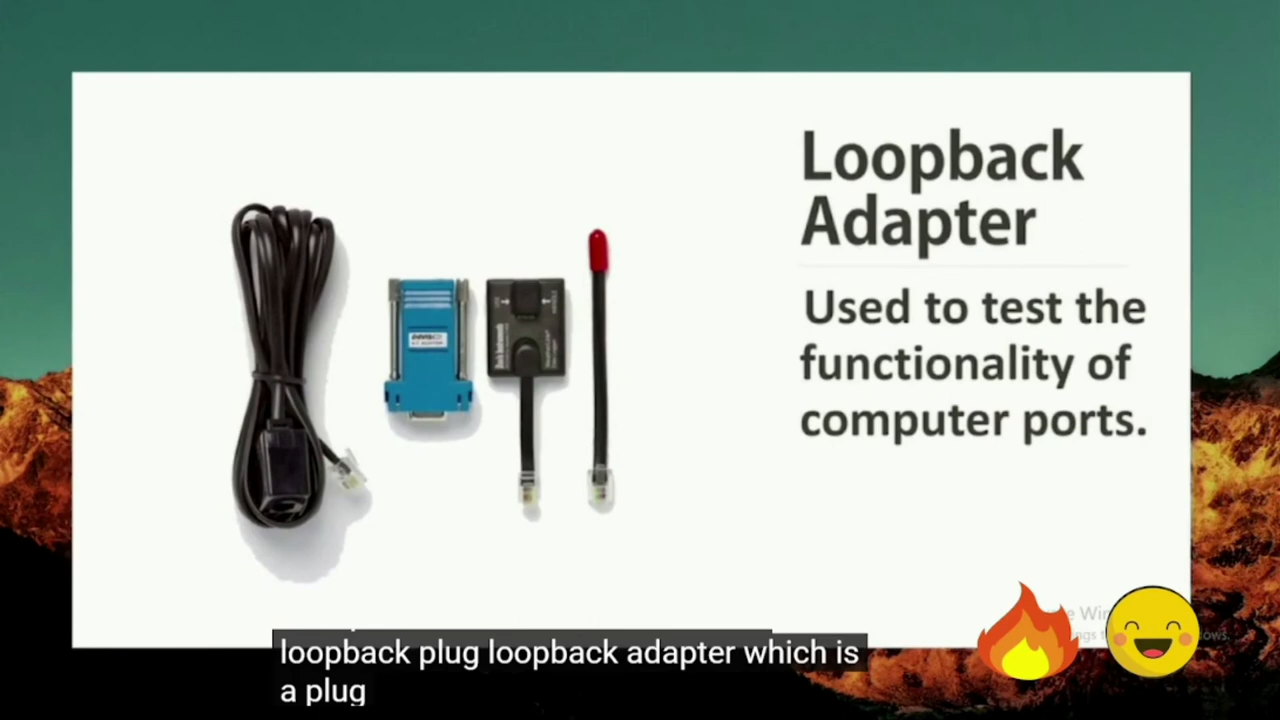 Loopback
Adapter
Used to test the
functionality of
computer ports.
loopback plug loopback adapter which is
a plug